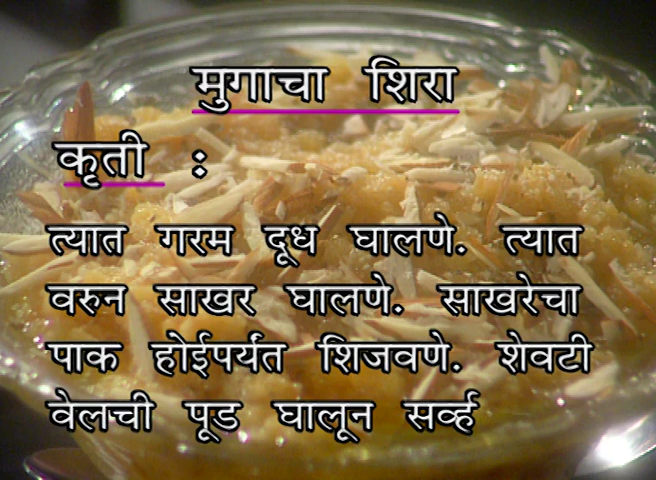 मुगाचा शिरा
कृती :
त्यात गरम दूध घालणे. त्यात
वरुन साखर घालणे. साखरेचा
पाक होईपर्यंत शिजवणे. शेवटी
वेलची पूड घालून सर्व्ह